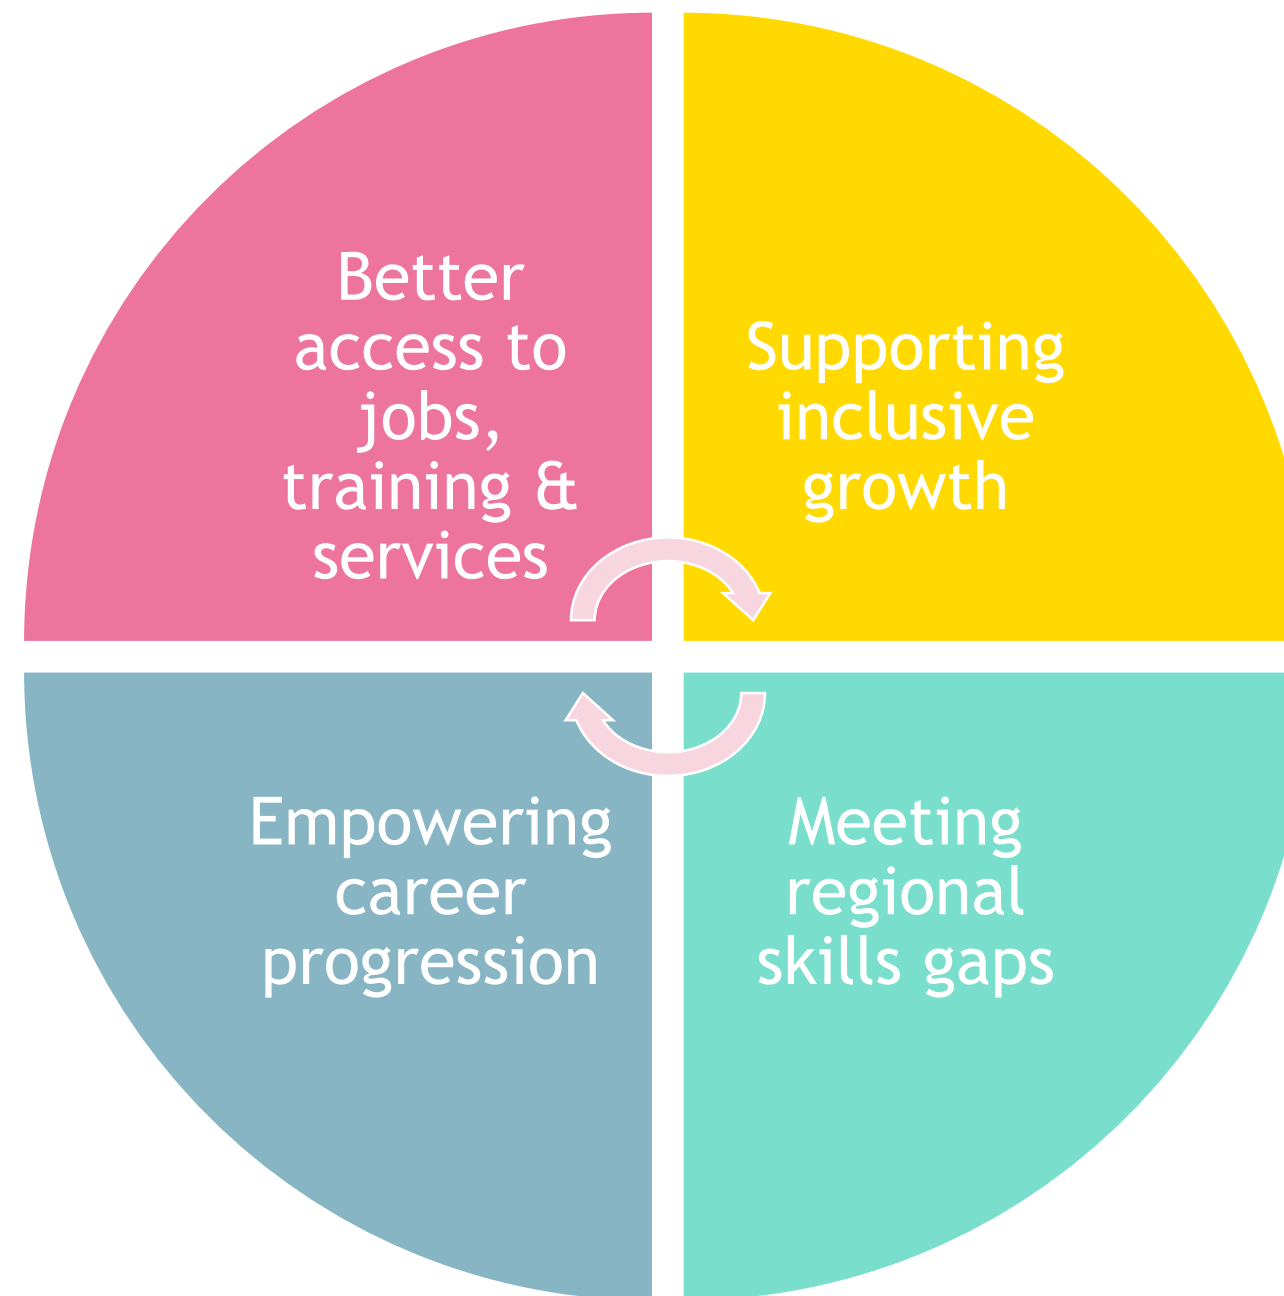 Better
access to
jobs,
training &
services
Supporting
inclusive
growth
Empowering
career
progression
Meeting
regional
skills gaps